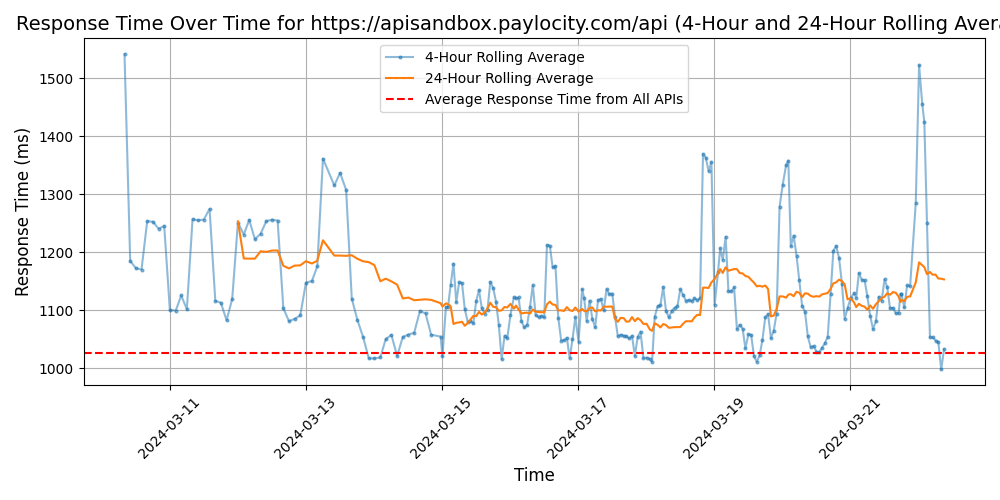 Response Time Over Time for https://apisandbox.paylocity.com/api (4-Hour and 24-Hour Rolling Avera
4-Hour Rolling Average
24-Hour Rolling Average
Average Response Time from All APIs
Response Time (ms)
1500
1400
1300
1200
1100
1000
2024-03-11
2024-03-13
2024-03-15
2024-03-17
2024-03-19
2024-03-21
Time